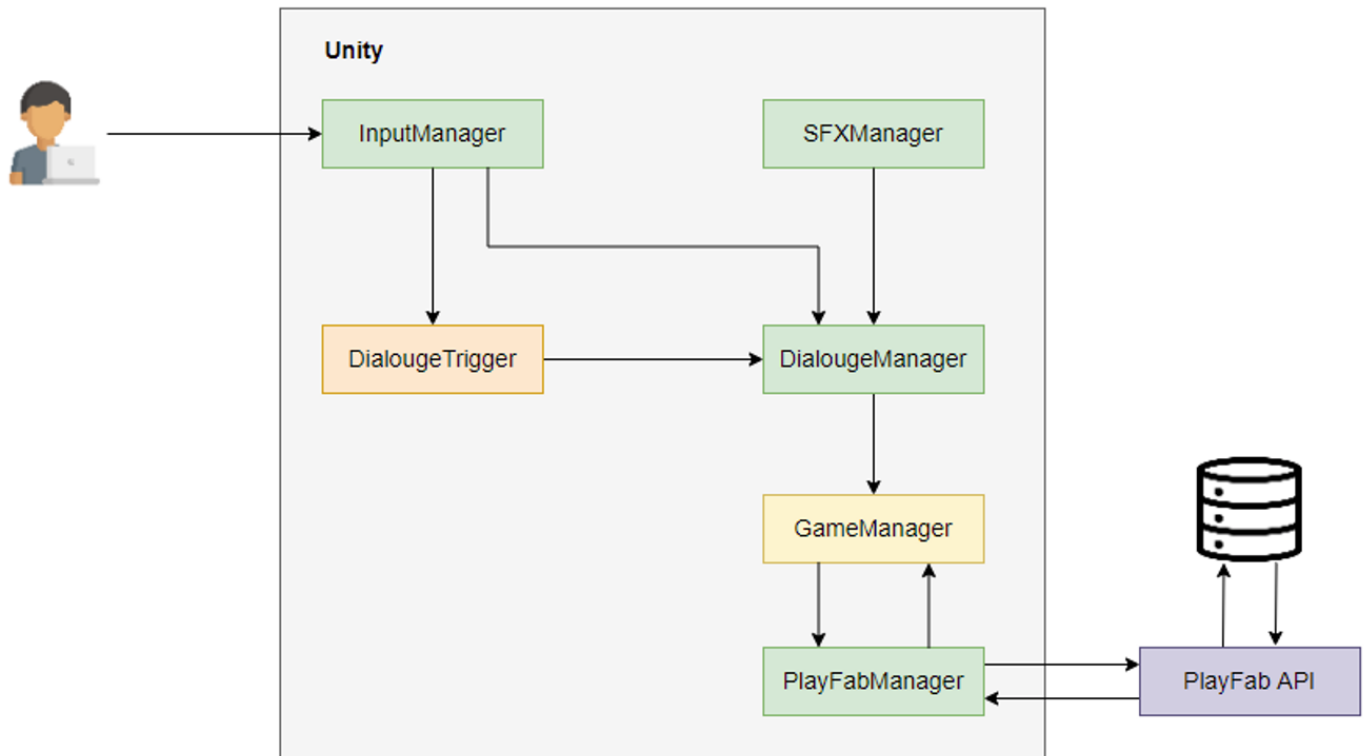 Unity
InputManager
SFXManager
DialougeTrigger
DialougeManager
GameManager
PlayFabManager
PlayFab API